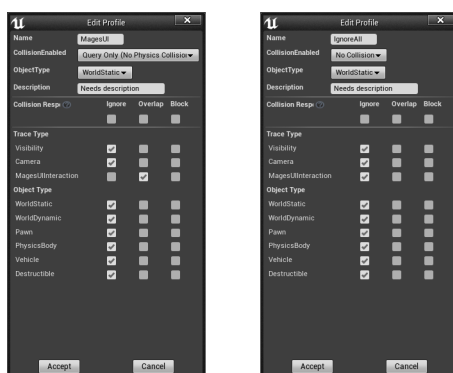 Edit Profile
Name MagesUI
CollisionEnabled Query Only (No Physics Collision
ObjectType WorldStatic
Description Needs description
Collision Resp Ignore Overlap Block
Trace Type
Visibility
Camera
MagesUIInteraction
Object Type
WorldStatic
WorldDynamic
Pawn
PhysicsBody
Vehicle
Destructible
Accept Cancel
Edit Profile
Name IgnoreAll
CollisionEnabled No Collision
ObjectType WorldStatic
Description Needs description
Collision Resp Ignore Overlap Block
Trace Type
Visibility
Camera
MagesUIInteraction
Object Type
WorldStatic
WorldDynamic
Pawn
PhysicsBody
Vehicle
Destructible
Accept Cancel